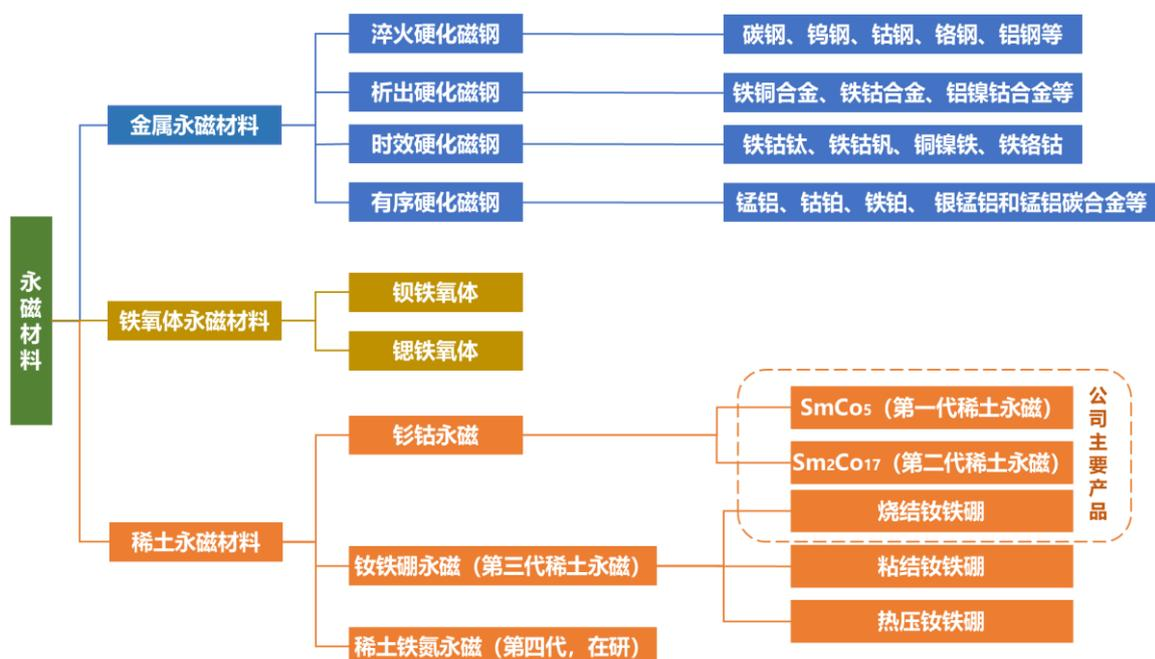 永磁材料
金属永磁材料
淬火硬化磁钢
碳钢、钨钢、钴钢、铬钢、铝钢等
析出硬化磁钢
铁铜合金、铁钴合金、铝镍钴合金等
时效硬化磁钢
铁钴钛、铁钴钒、铜镍铁、铁铬钴
有序硬化磁钢
锰铝、钴铂、铁铂、 银锰铝和锰铝碳合金等
铁氧体永磁材料
钡铁氧体
锶铁氧体
稀土永磁材料
钐钴永磁
SmCo₅（第一代稀土永磁）
Sm₂Co₁₇（第二代稀土永磁）
钕铁硼永磁（第三代稀土永磁）
烧结钕铁硼
粘结钕铁硼
热压钕铁硼
稀土铁氮永磁（第四代，在研）
公司主要产品